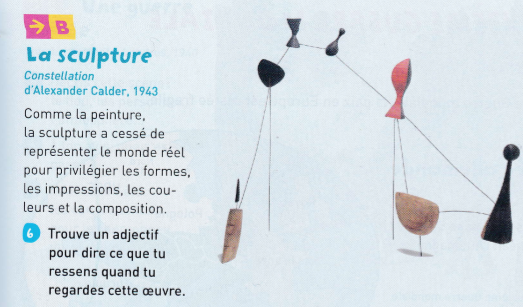 → B
La sculpture
Constellation
d'Alexander Calder, 1943
Comme la peinture,
la sculpture a cessé de
représenter le monde réel
pour privilégier les formes,
les impressions, les cou-
leurs et la composition.
6 Trouve un adjectif
pour dire ce que tu
ressens quand tu
regardes cette œuvre.